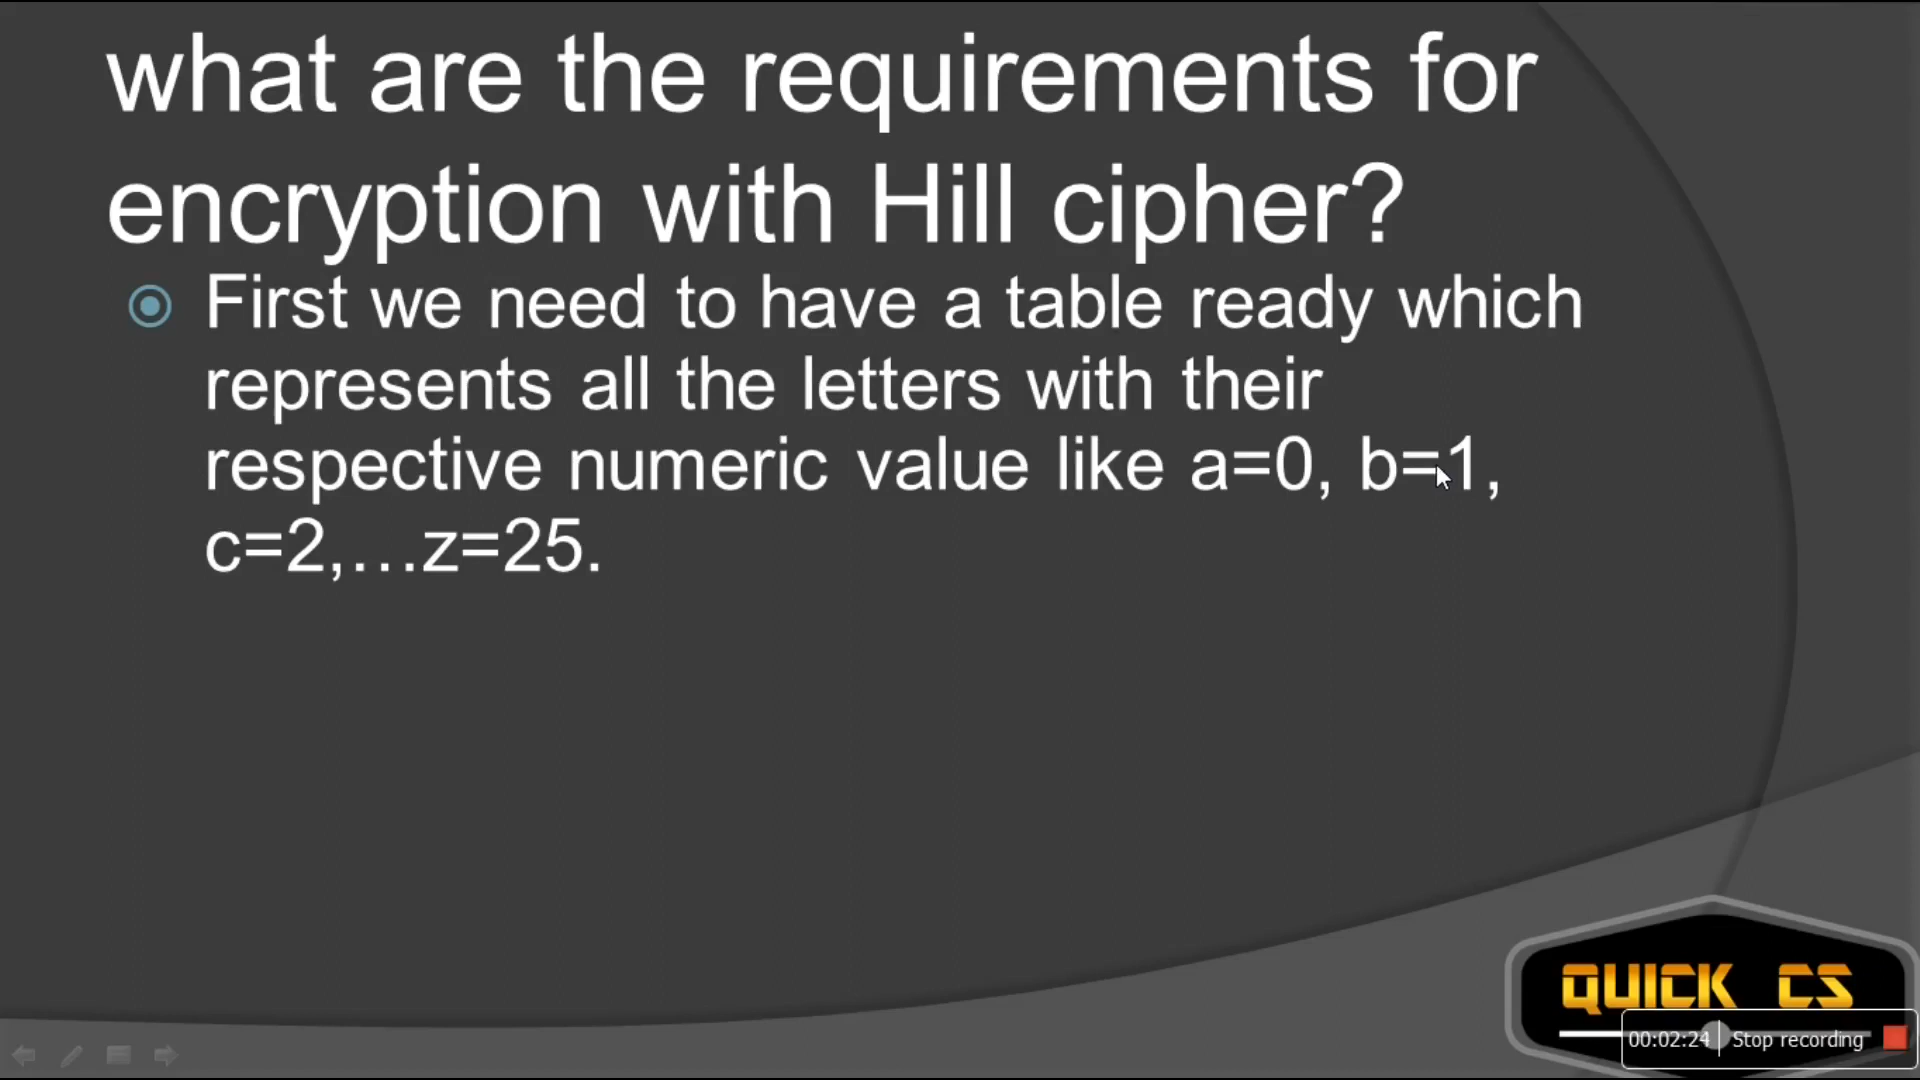 what are the requirements for
encryption with Hill cipher?
First we need to have a table ready which
represents all the letters with their
respective numeric value like a=0, b=1,
c=2,…z=25.
QUICK CS
00:02:24 Stop recording